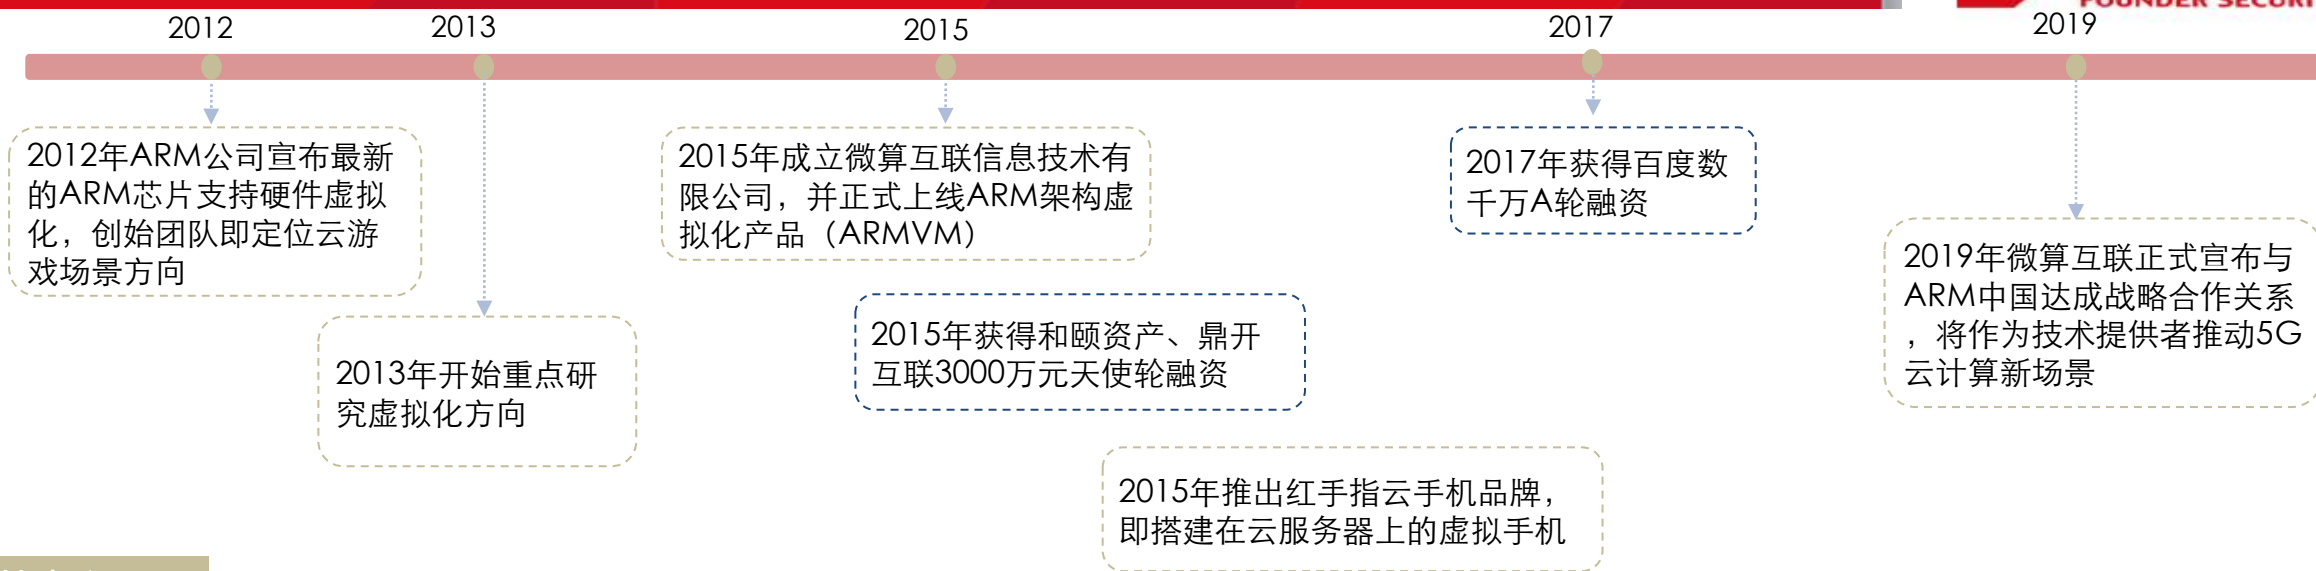 FOUNDER SECURI
2012
2013
2015
2017
2019
2012年ARM公司宣布最新
的ARM芯片支持硬件虚拟
化，创始团队即定位云游
戏场景方向
2013年开始重点研
究虚拟化方向
2015年成立微算互联信息技术有
限公司，并正式上线ARM架构虚
拟化产品（ARMVM）
2015年获得和颐资产、鼎开
互联3000万元天使轮融资
2015年推出红手指云手机品牌，
即搭建在云服务器上的虚拟手机
2017年获得百度数
千万A轮融资
2019年微算互联正式宣布与
ARM中国达成战略合作关系
，将作为技术提供者推动5G
云计算新场景